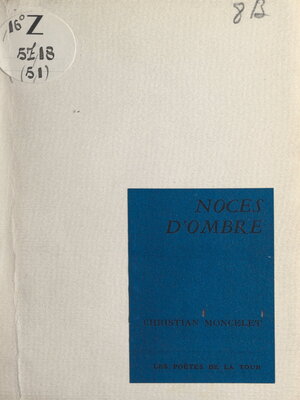 16° Z
5218
(51)
8B
NOCES
D'OMBRE
CHRISTIAN MONCELET
LES POÈTES DE LA TOUR